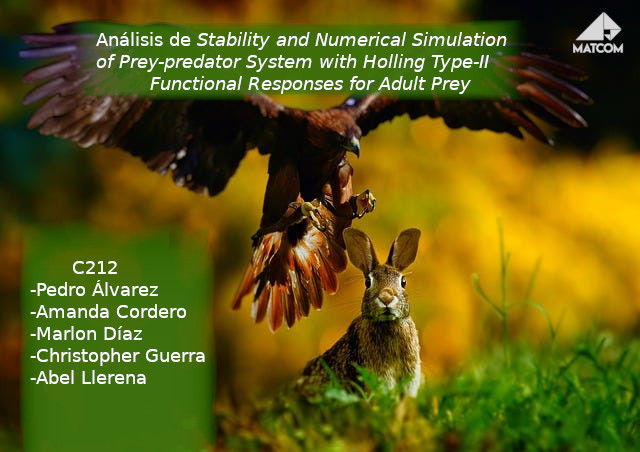 Análisis de Stability and Numerical Simulation
of Prey-predator System with Holling Type-II
Functional Responses for Adult Prey
MATCOM
C212
-Pedro Álvarez
-Amanda Cordero
-Marlon Díaz
-Christopher Guerra
-Abel Llerena